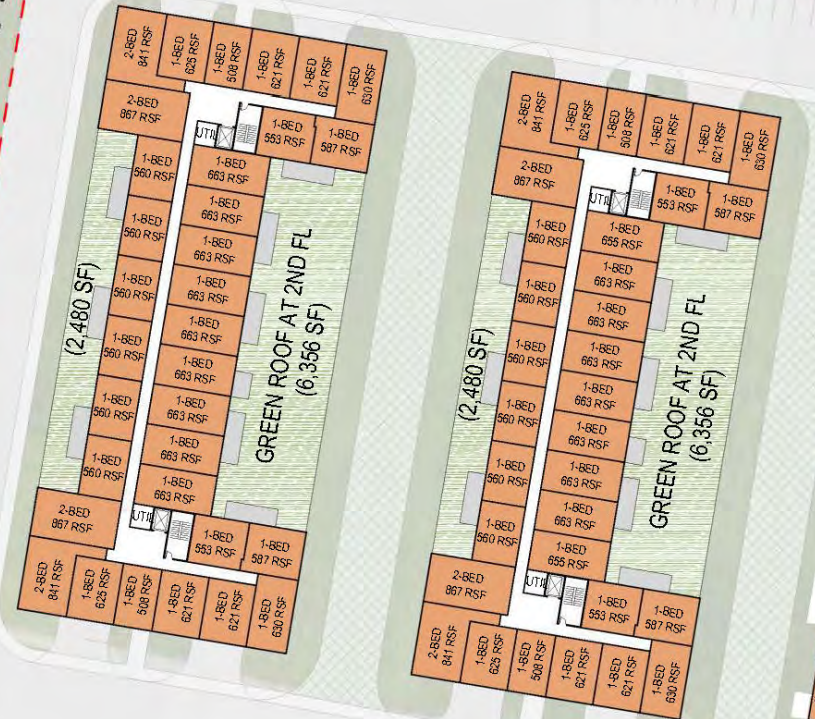 2-BED
841 RSF
1-BED
625 RSF
1-BED
508 RSF
1-BED
621 RSF
1-BED
621 RSF
1-BED
630 RSF
2-BED
867 RSF
UTIL
1-BED
553 RSF
1-BED
587 RSF
1-BED
560 RSF
1-BED
560 RSF
1-BED
560 RSF
1-BED
560 RSF
1-BED
560 RSF
1-BED
560 RSF
1-BED
663 RSF
1-BED
663 RSF
1-BED
663 RSF
1-BED
663 RSF
1-BED
663 RSF
1-BED
663 RSF
1-BED
663 RSF
1-BED
663 RSF
1-BED
663 RSF
(2,480 SF)
GREEN ROOF AT 2ND FL
(6,356 SF)
2-BED
867 RSF
UTIL
1-BED
553 RSF
1-BED
587 RSF
2-BED
841 RSF
1-BED
625 RSF
1-BED
508 RSF
1-BED
621 RSF
1-BED
621 RSF
1-BED
630 RSF
2-BED
841 RSF
1-BED
625 RSF
1-BED
508 RSF
1-BED
621 RSF
1-BED
621 RSF
1-BED
630 RSF
2-BED
867 RSF
UTIL
1-BED
553 RSF
1-BED
587 RSF
1-BED
560 RSF
1-BED
560 RSF
1-BED
560 RSF
1-BED
560 RSF
1-BED
560 RSF
1-BED
560 RSF
1-BED
655 RSF
1-BED
663 RSF
1-BED
663 RSF
1-BED
663 RSF
1-BED
663 RSF
1-BED
663 RSF
1-BED
663 RSF
1-BED
663 RSF
1-BED
655 RSF
(2,480 SF)
GREEN ROOF AT 2ND FL
(6,356 SF)
2-BED
867 RSF
UTIL
1-BED
553 RSF
1-BED
587 RSF
2-BED
841 RSF
1-BED
625 RSF
1-BED
508 RSF
1-BED
621 RSF
1-BED
621 RSF
1-BED
630 RSF